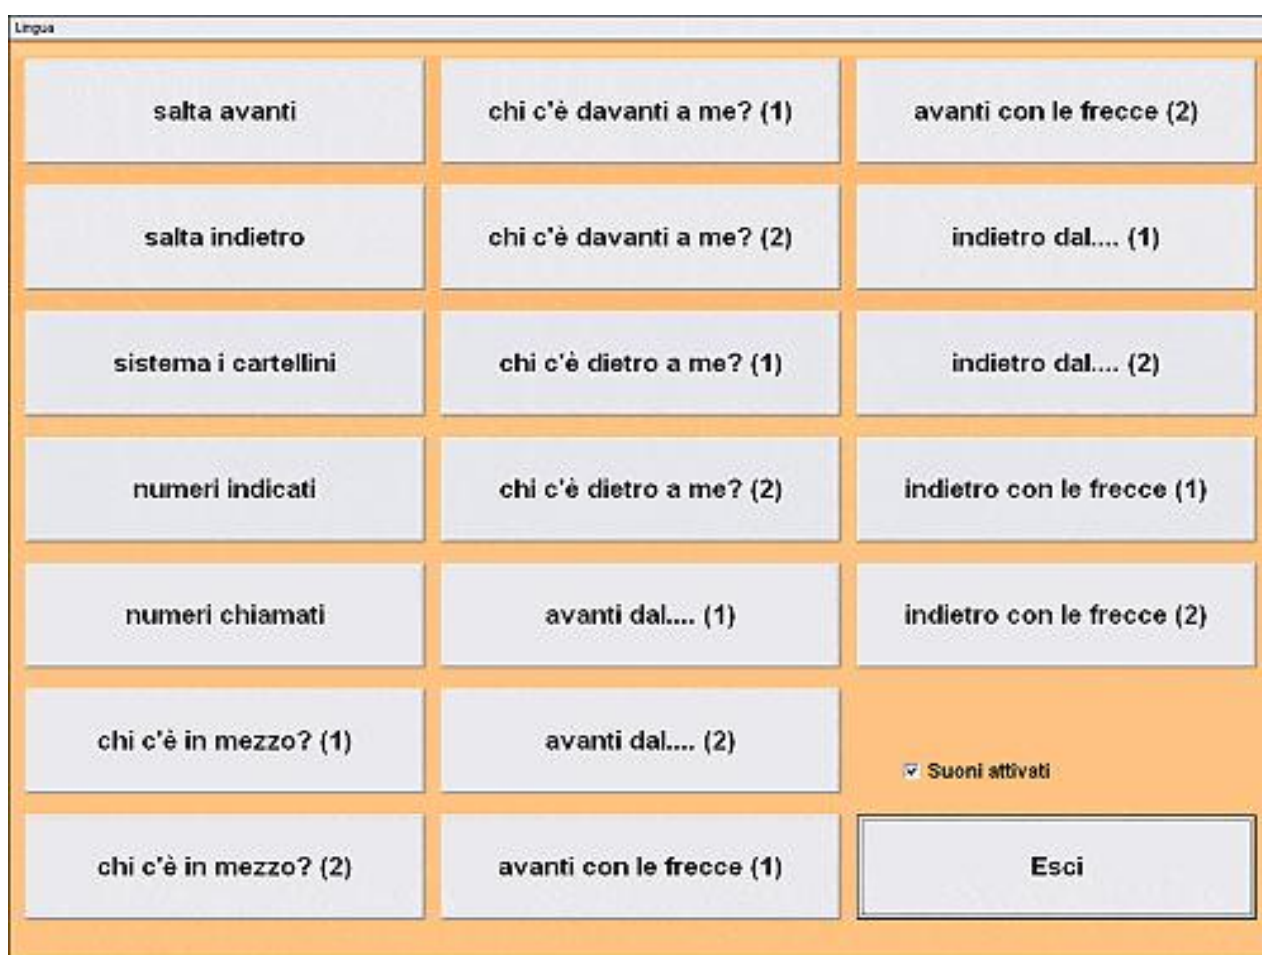 Lingua
salta avanti
chi c'è davanti a me? (1)
avanti con le frecce (2)
salta indietro
chi c'è davanti a me? (2)
indietro dal.... (1)
sistema i cartellini
chi c'è dietro a me? (1)
indietro dal.... (2)
numeri indicati
chi c'è dietro a me? (2)
indietro con le frecce (1)
numeri chiamati
avanti dal.... (1)
indietro con le frecce (2)
chi c'è in mezzo? (1)
avanti dal.... (2)
Suoni attivati
chi c'è in mezzo? (2)
avanti con le frecce (1)
Esci